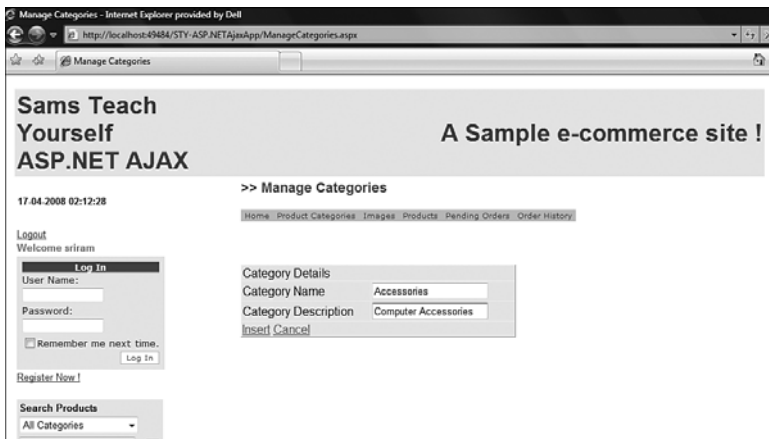 Manage Categories - Internet Explorer provided by Dell
http://localhost:49484/STY-ASP.NETAjaxApp/ManageCategories.aspx
Manage Categories
Sams Teach
Yourself
ASP.NET AJAX
A Sample e-commerce site !
17-04-2008 02:12:28
>> Manage Categories
Home Product Categories Images Products Pending Orders Order History
Logout
Welcome sriram
Log In
User Name:
Password:
Remember me next time.
Log In
Register Now !
Category Details
Category Name Accessories
Category Description Computer Accessories
Insert Cancel
Search Products
All Categories